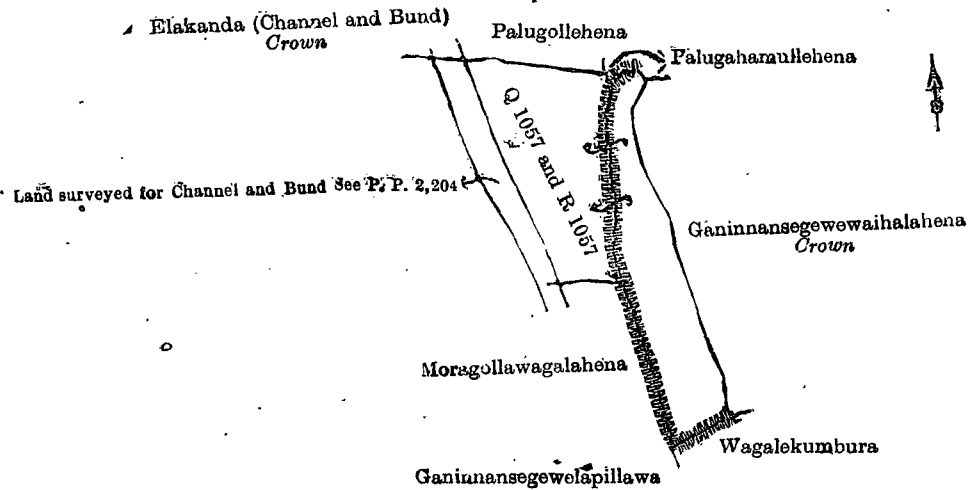 Elakanda (Channel and Bund)
Crown
Palugollehena
Palugahamullehena
Q 1057 and R 1057
Land surveyed for Channel and Bund See P. P. 2,204
Ganinnansegewewaihalahena
Crown
Moragollawagalahena
Wagalekumbura
Ganinnansegewelapillawa